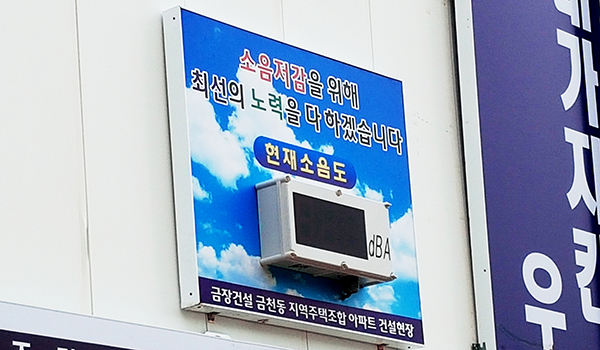 소음저감을 위해
최선의 노력을 다 하겠습니다
현재소음도
dBA
금장건설 금천동 지역주택조합 아파트 건설현장
우